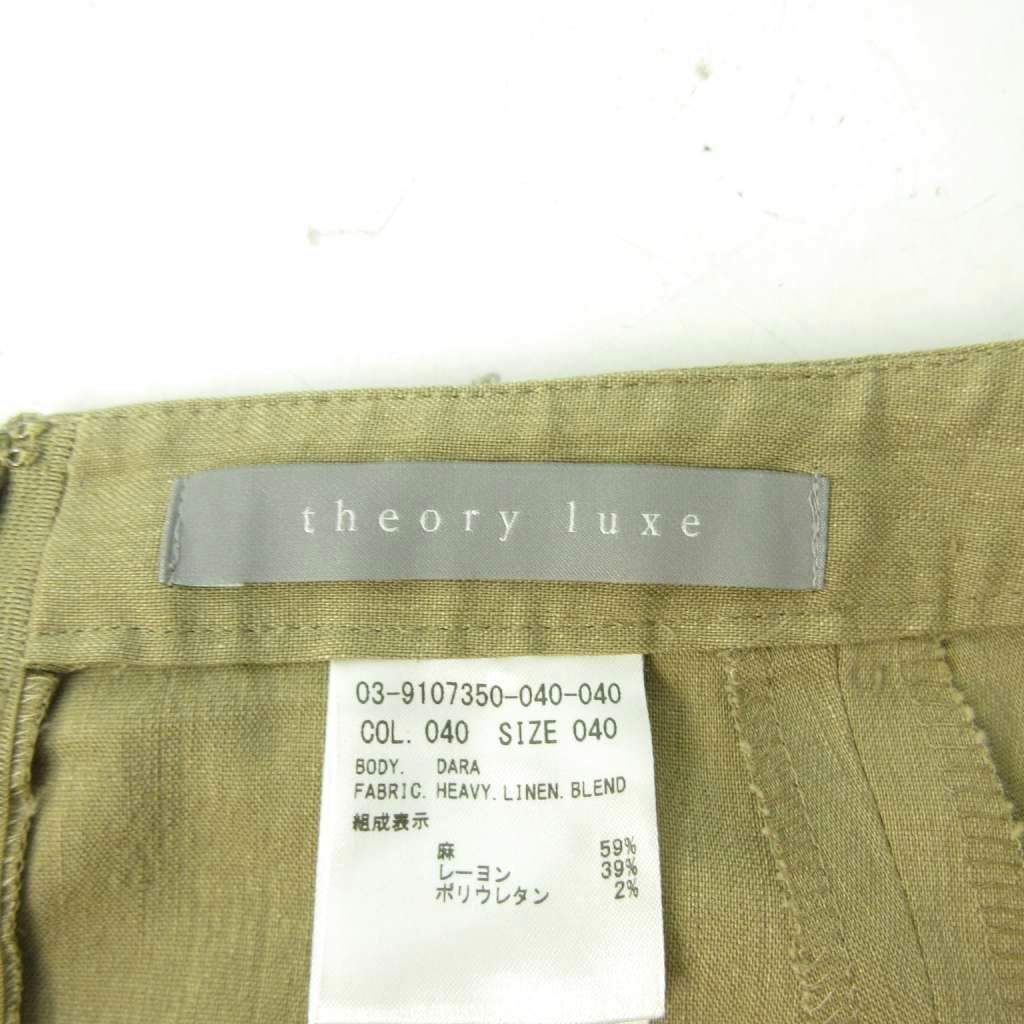 theory luxe
03-9107350-040-040
COL. 040 SIZE 040
BODY. DARA
FABRIC. HEAVY. LINEN. BLEND
組成表示
麻 59%
レーヨン 39%
ポリウレタン 2%